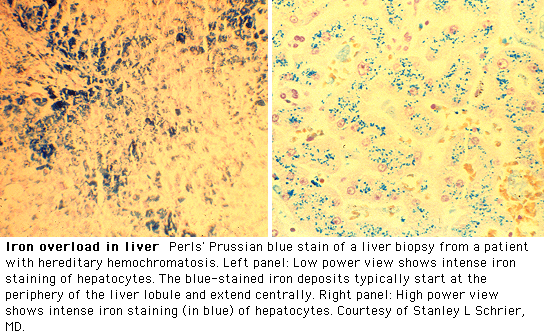 Iron overload in liver Perls' Prussian blue stain of a liver biopsy from a patient
with hereditary hemochromatosis. Left panel: Low power view shows intense iron
staining of hepatocytes. The blue-stained iron deposits typically start at the
periphery of the liver lobule and extend centrally. Right panel: High power view
shows intense iron staining (in blue) of hepatocytes. Courtesy of Stanley L Schrier,
MD.